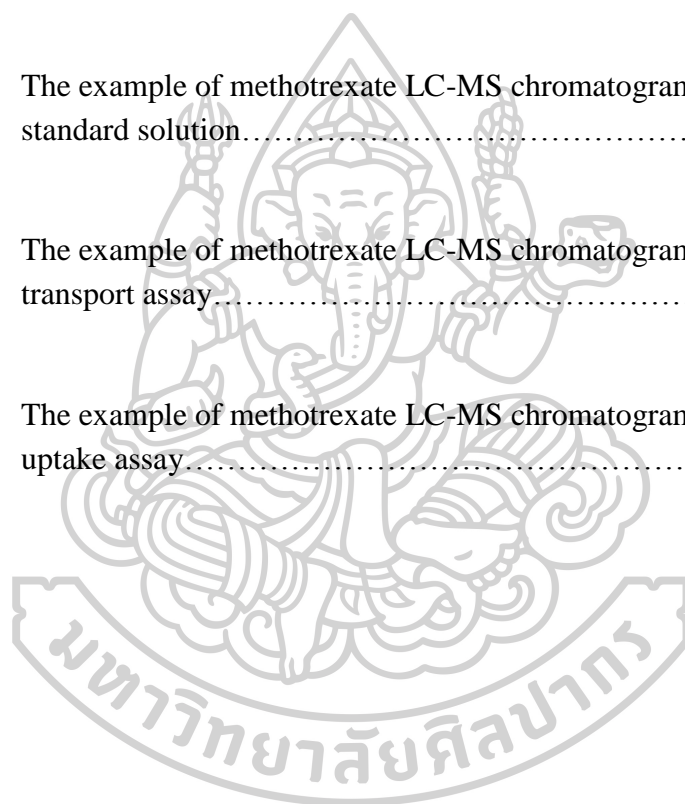 The example of methotrexate LC-MS chromatogram
standard solution
The example of methotrexate LC-MS chromatogram
transport assay
The example of methotrexate LC-MS chromatogram
uptake assay
มหาวิทยาลัยศิลปากร